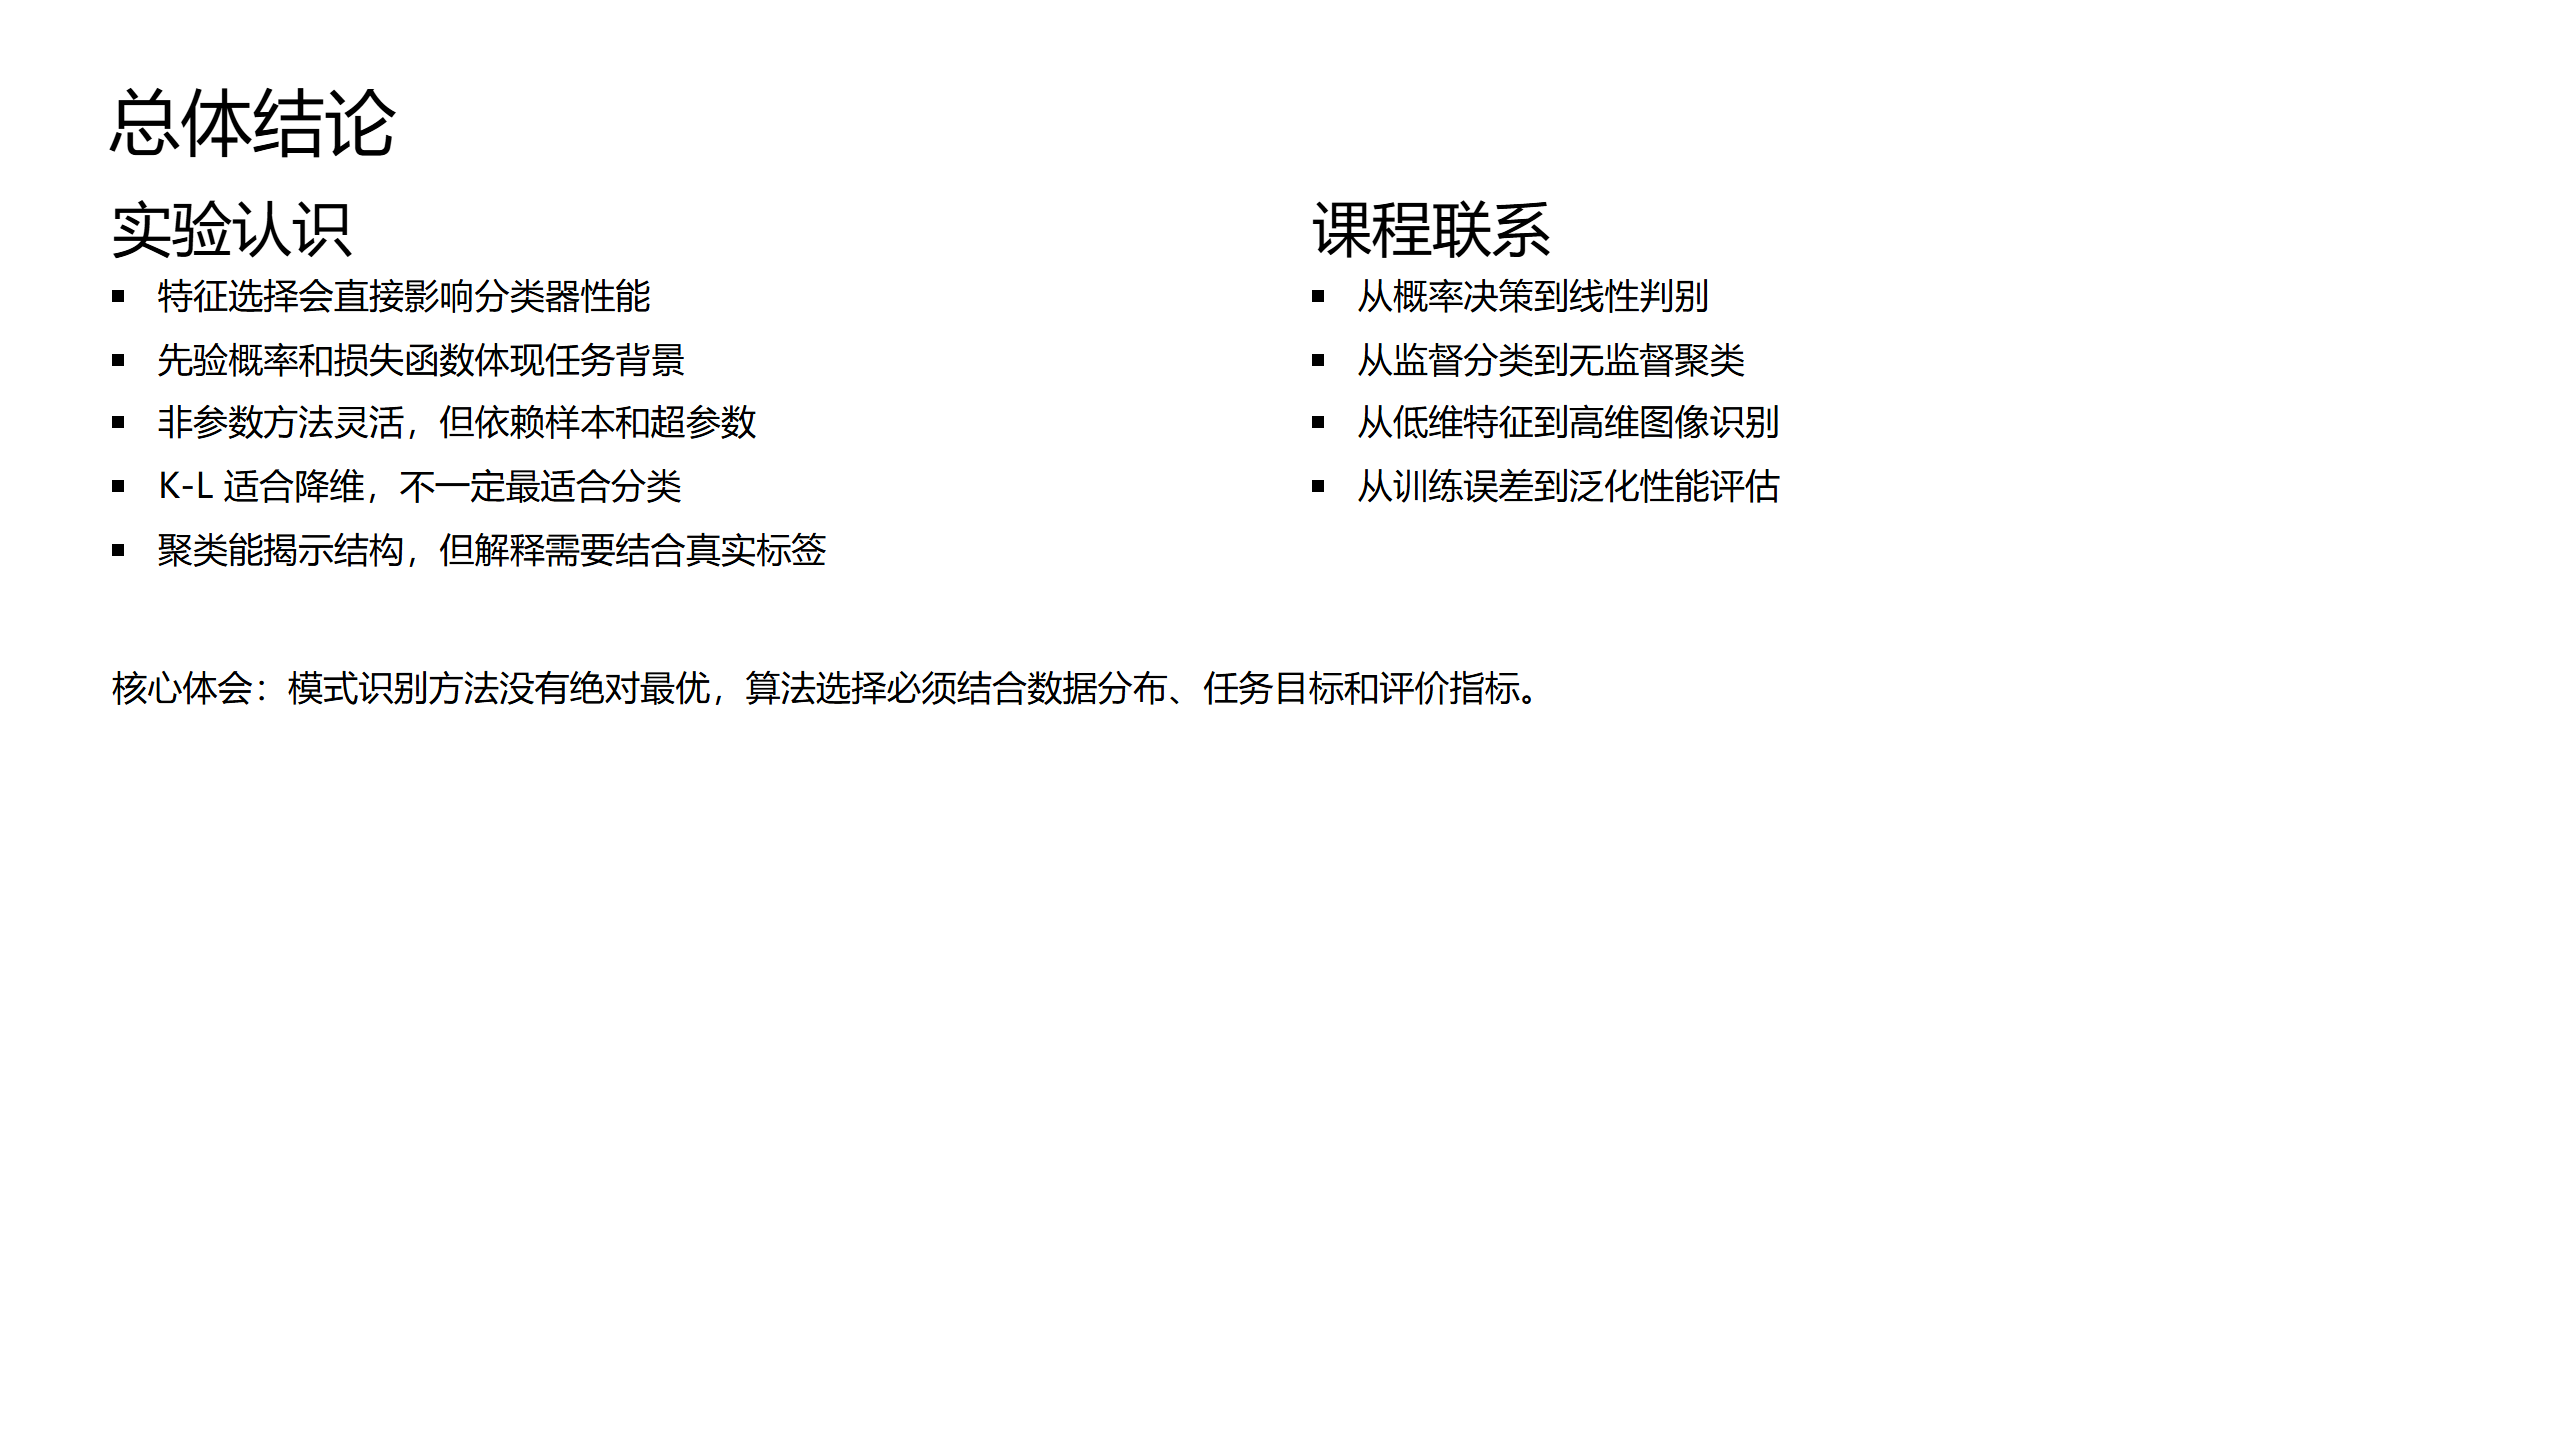 总体结论
实验认识
▪ 特征选择会直接影响分类器性能
▪ 先验概率和损失函数体现任务背景
▪ 非参数方法灵活，但依赖样本和超参数
▪ K-L 适合降维，不一定最适合分类
▪ 聚类能揭示结构，但解释需要结合真实标签
课程联系
▪ 从概率决策到线性判别
▪ 从监督分类到无监督聚类
▪ 从低维特征到高维图像识别
▪ 从训练误差到泛化性能评估
核心体会：模式识别方法没有绝对最优，算法选择必须结合数据分布、任务目标和评价指标。